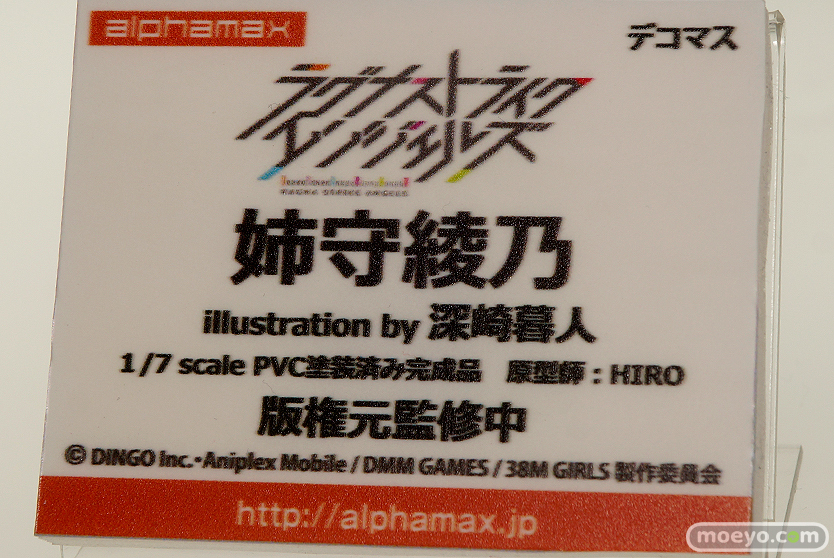 alphamax
デコマス
ラグナストライク
エンジェルズ
RAGNA STRIKE ANGELS
姉守綾乃
illustration by 深崎暮人
1/7 scale PVC塗装済み完成品 原型師：HIRO
版権元監修中
© DINGO Inc.・Aniplex Mobile / DMM GAMES / 38M GIRLS 製作委員会
http://alphamax.jp
moeyo.com